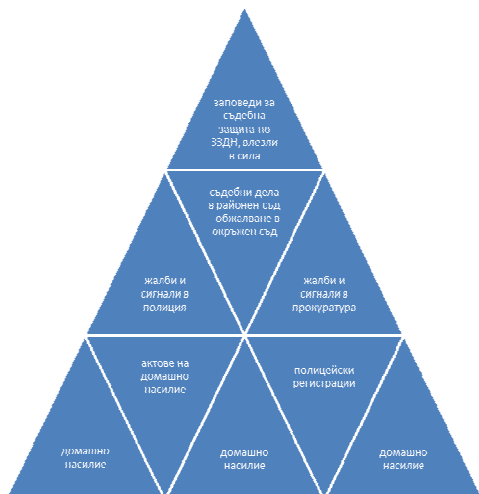 заповеди за
съдебна
защита по
ЗЗДН, влезли
в сила
съдебни дела
в районен съд
- обжалване в
окръжен съд
жалби и
сигнали в
полиция
жалби и
сигнали в
прокуратура
актове на
домашно
насилие
полицейски
регистрации
домашно
насилие
домашно
насилие
домашно
насилие